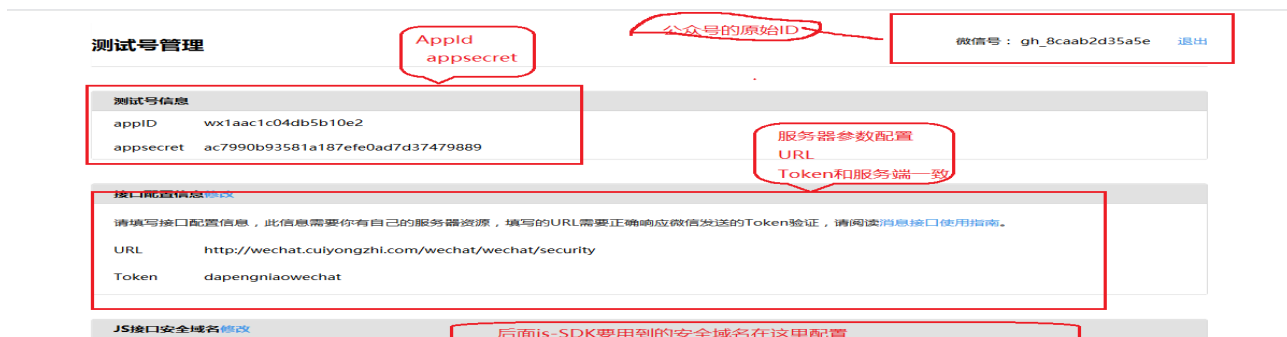 测试号管理
AppId
appsecret
公众号的原始ID
微信号： gh_8caab2d35a5e 退出
测试号信息
appID wx1aac1c04db5b10e2
appsecret ac7990b93581a187efe0ad7d37479889
服务器参数配置
URL
Token和服务端一致
接口配置信息修改
请填写接口配置信息，此信息需要你有自己的服务器资源，填写的URL需要正确响应微信发送的Token验证，请阅读消息接口使用指南。
URL http://wechat.cuiyongzhi.com/wechat/wechat/security
Token dapengniaowechat
JS接口安全域名修改
后面js-SDK要用到的安全域名在这里配置